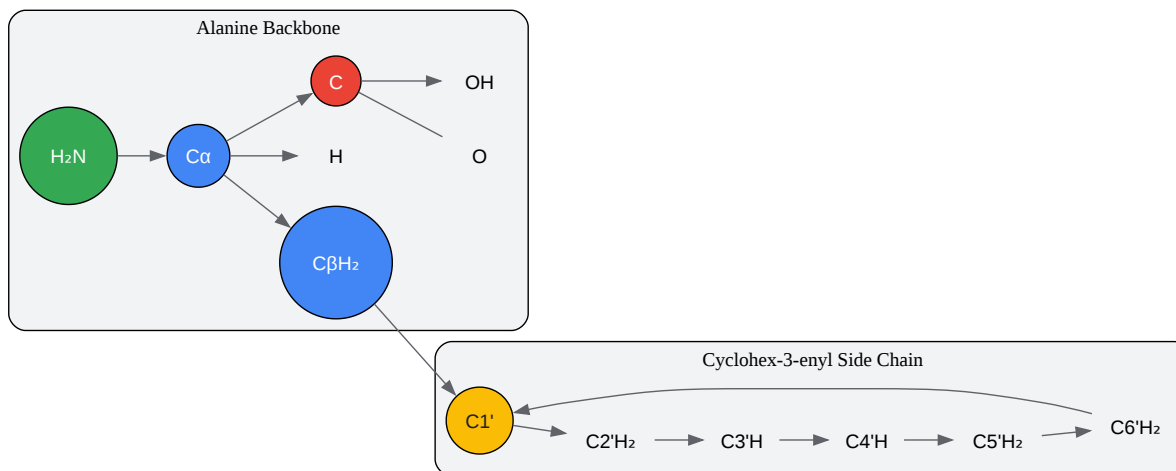 Alanine Backbone
C
OH
H₂N
Cα
H
O
CβH₂
Cyclohex-3-enyl Side Chain
C1'
C2'H₂
C3'H
C4'H
C5'H₂
C6'H₂